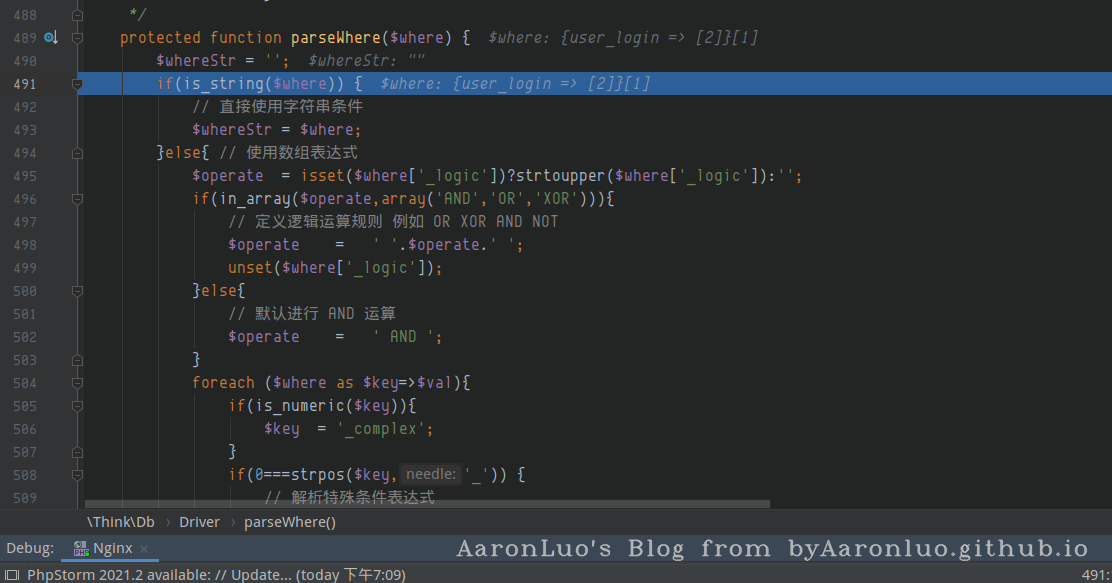 488 */
489 protected function parseWhere($where) { $where: {user_login => [2]}[1]
490 $whereStr = ''; $whereStr: ""
491 if(is_string($where)) { $where: {user_login => [2]}[1]
492 // 直接使用字符串条件
493 $whereStr = $where;
494 }else{ // 使用数组表达式
495 $operate  = isset($where['_logic'])?strtoupper($where['_logic']):'';
496 if(in_array($operate,array('AND','OR','XOR'))){
497 // 定义逻辑运算规则 例如 OR XOR AND NOT
498 $operate    =   ' '.$operate.' ';
499 unset($where['_logic']);
500 }else{
501 // 默认进行 AND 运算
502 $operate    =   ' AND ';
503 }
504 foreach ($where as $key=>$val){
505 if(is_numeric($key)){
506 $key  = '_complex';
507 }
508 if(0===strpos($key, needle: '_')) {
509 // 解析特殊条件表达式
\Think\Db › Driver › parseWhere()
Debug: PHP Nginx ×
AaronLuo's Blog from byAaronluo.github.io
PhpStorm 2021.2 available: // Update... (today 下午7:09) 491: